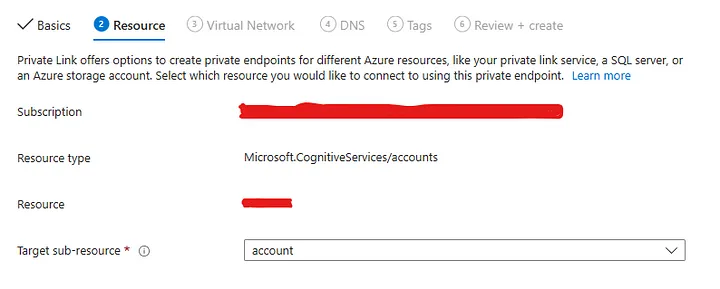 Basics 2 Resource 3 Virtual Network 4 DNS 5 Tags 6 Review + create
Private Link offers options to create private endpoints for different Azure resources, like your private link service, a SQL server, or
an Azure storage account. Select which resource you would like to connect to using this private endpoint. Learn more
Subscription
Resource type Microsoft.CognitiveServices/accounts
Resource
Target sub-resource * account